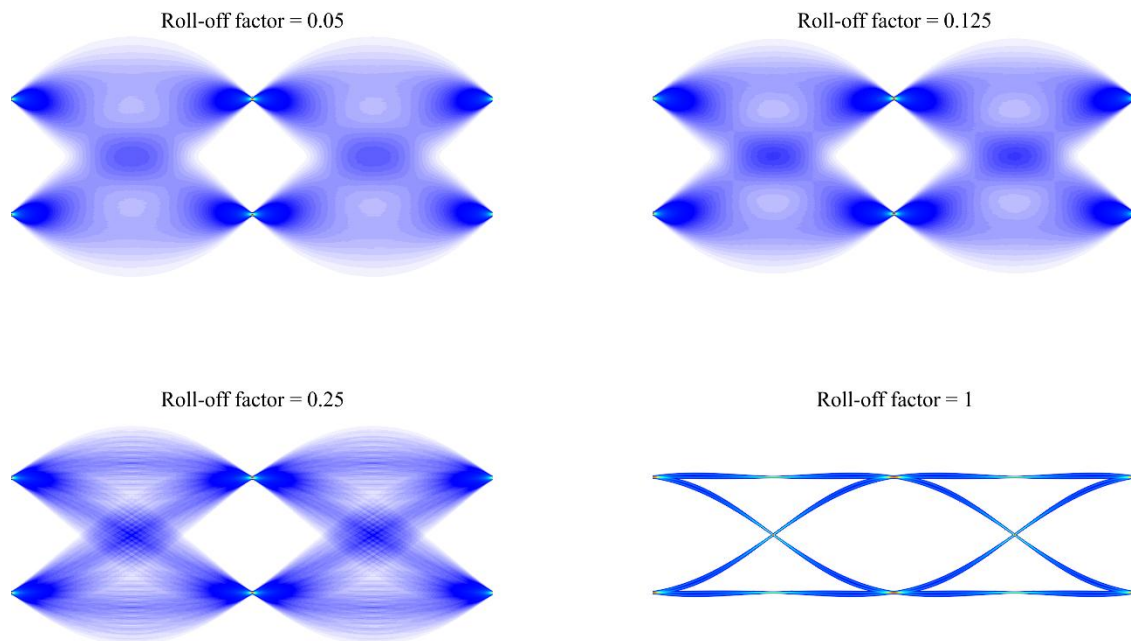 Roll-off factor = 0.05
Roll-off factor = 0.125
Roll-off factor = 0.25
Roll-off factor = 1